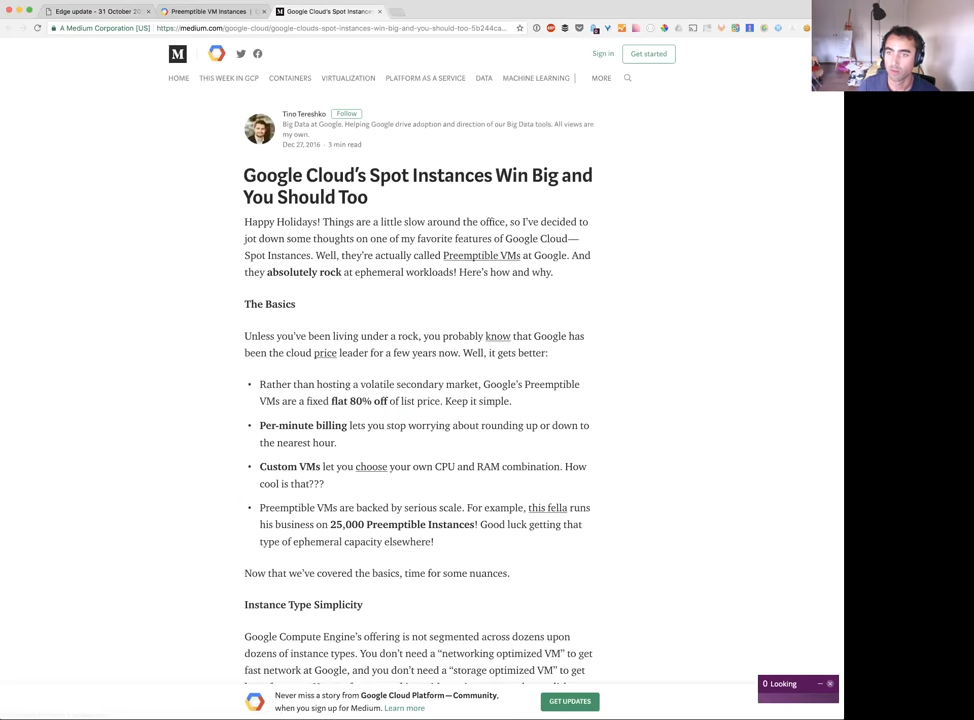 Edge update - 31 October 20
Preemptible VM Instances
Google Cloud's Spot Instances
A Medium Corporation [US]
https://medium.com/google-cloud/google-clouds-spot-instances-win-big-and-you-should-too-5b244ca...
M
Sign in
Get started
HOME
THIS WEEK IN GCP
CONTAINERS
VIRTUALIZATION
PLATFORM AS A SERVICE
DATA
MACHINE LEARNING
MORE
Tino Tereshko
Follow
Big Data at Google. Helping Google drive adoption and direction of our Big Data tools. All views are
my own.
Dec 27, 2016 · 3 min read
Google Cloud's Spot Instances Win Big and
You Should Too
Happy Holidays! Things are a little slow around the office, so I've decided to
jot down some thoughts on one of my favorite features of Google Cloud—
Spot Instances. Well, they're actually called Preemptible VMs at Google. And
they absolutely rock at ephemeral workloads! Here's how and why.
The Basics
Unless you've been living under a rock, you probably know that Google has
been the cloud price leader for a few years now. Well, it gets better:
• Rather than hosting a volatile secondary market, Google's Preemptible
VMs are a fixed flat 80% off of list price. Keep it simple.
• Per-minute billing lets you stop worrying about rounding up or down to
the nearest hour.
• Custom VMs let you choose your own CPU and RAM combination. How
cool is that???
• Preemptible VMs are backed by serious scale. For example, this fella runs
his business on 25,000 Preemptible Instances! Good luck getting that
type of ephemeral capacity elsewhere!
Now that we've covered the basics, time for some nuances.
Instance Type Simplicity
Google Compute Engine's offering is not segmented across dozens upon
dozens of instance types. You don't need a "networking optimized VM" to get
fast network at Google, and you don't need a "storage optimized VM" to get
Never miss a story from Google Cloud Platform — Community,
when you sign up for Medium. Learn more
GET UPDATES
0 Looking